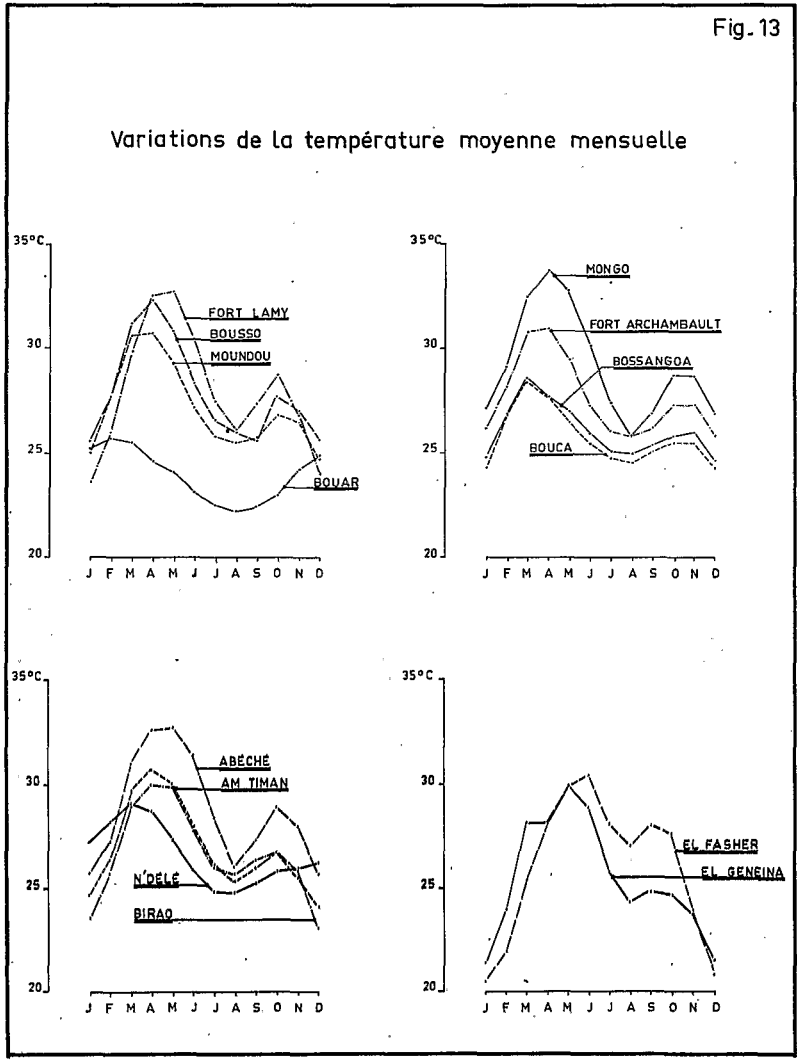 Fig. 13
Variations de la température moyenne mensuelle
35°C
30
25
20
FORT LAMY
BOUSSO
MOUNDOU
BOUAR
J F M A M J J A S O N D
35°C
30
25
20
MONGO
FORT ARCHAMBAULT
BOSSANGOA
BOUCA
J F M A M J J A S O N D
35°C
30
25
20
ABÉCHÉ
AM TIMAN
N'DÉLÉ
BIRAO
J F M A M J J A S O N D
35°C
30
25
20
EL FASHER
EL GENEINA
J F M A M J J A S O N D